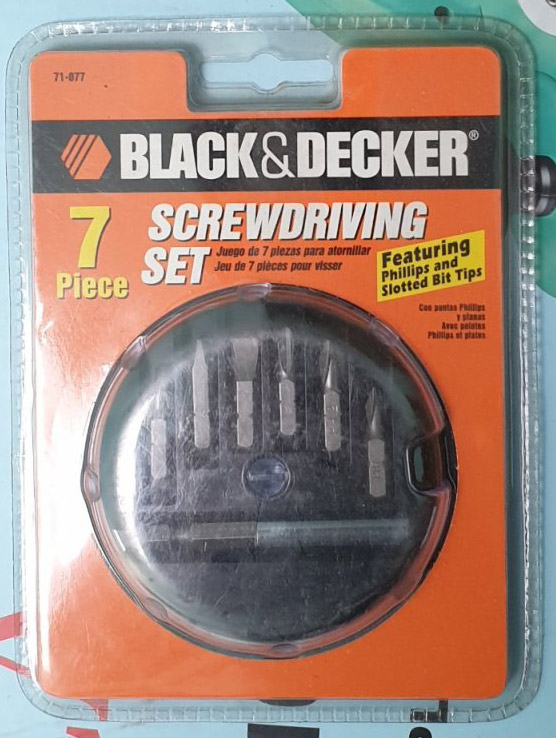 71-077
BLACK&DECKER®
7
Piece
SCREWDRIVING
SET
Juego de 7 piezas para atornillar
Jeu de 7 pièces pour visser
Featuring
Phillips and
Slotted Bit Tips
Con puntas Phillips
y planas
Avec pointes
Phillips et plates